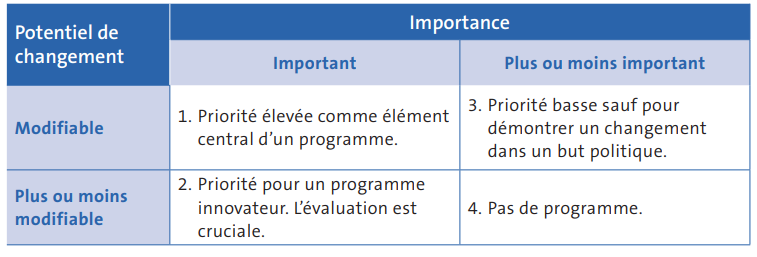 Potentiel de
changement
Importance
Important
Plus ou moins important
Modifiable
1. Priorité élevée comme élément
central d'un programme.
3. Priorité basse sauf pour
démontrer un changement
dans un but politique.
Plus ou moins
modifiable
2. Priorité pour un programme
innovateur. L'évaluation est
cruciale.
4. Pas de programme.